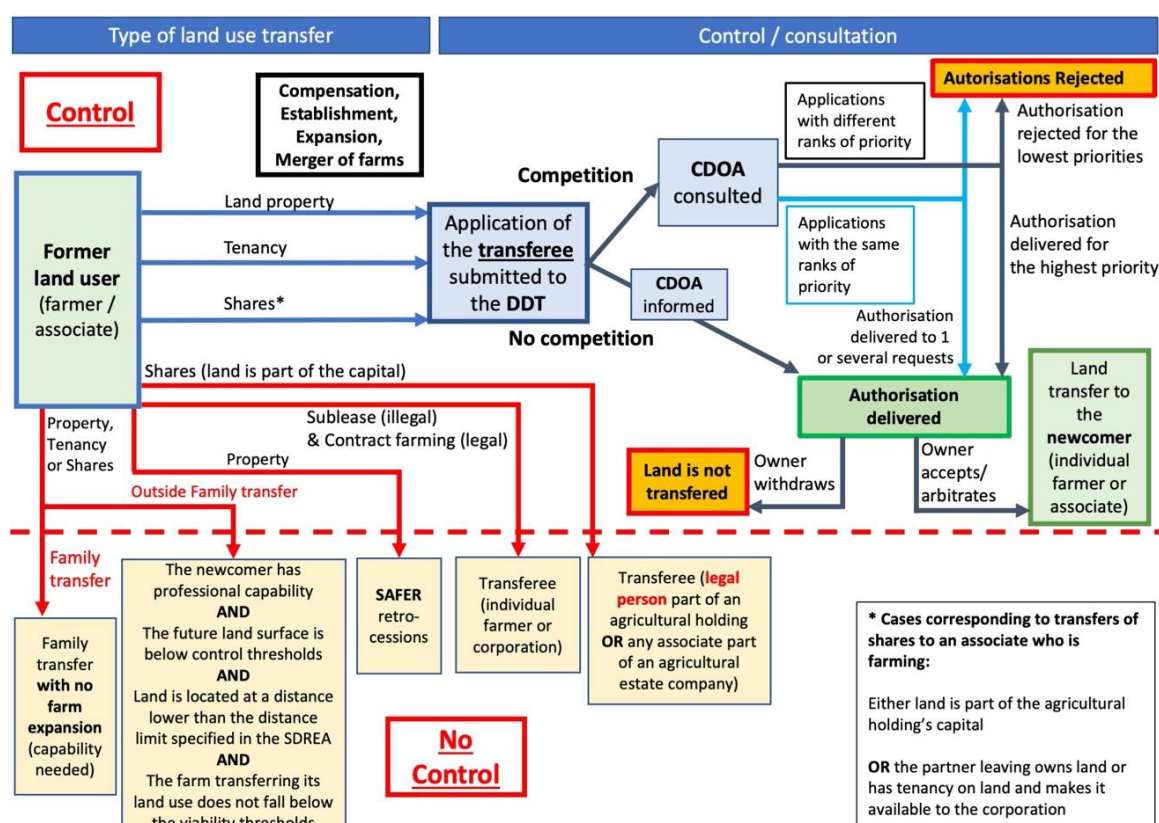 Type of land use transfer
Control / consultation
Control
Compensation,
Establishment,
Expansion,
Merger of farms
Autorisations Rejected
Applications
with different
ranks of priority
Authorisation
rejected for the
lowest priorities
Competition
CDOA
consulted
Former
land user
(farmer /
associate)
Land property
Tenancy
Shares*
Application of
the transferee
submitted to
the DDT
Applications
with the same
ranks of
priority
Authorisation
delivered for
the highest priority
CDOA
informed
No competition
Authorisation
delivered to 1
or several requests
Shares (land is part of the capital)
Sublease (illegal)
& Contract farming (legal)
Property,
Tenancy
or Shares
Property
Outside Family transfer
Authorisation
delivered
Land
transfer to
the
newcomer
(individual
farmer or
associate)
Land is not
transfered
Owner
withdraws
Owner
accepts/
arbitrates
Family
transfer
Family
transfer
with no
farm
expansion
(capability
needed)
The newcomer has
professional capability
AND
The future land surface is
below control thresholds
AND
Land is located at a distance
lower than the distance
limit specified in the SDREA
AND
The farm transferring its
land use does not fall below
the viability thresholds
SAFER
retro-
cessions
Transferee
(individual
farmer or
corporation)
Transferee (legal
person part of an
agricultural holding
OR any associate part
of an agricultural
estate company)
No
Control
* Cases corresponding to transfers of
shares to an associate who is
farming:
Either land is part of the agricultural
holding's capital
OR the partner leaving owns land or
has tenancy on land and makes it
available to the corporation